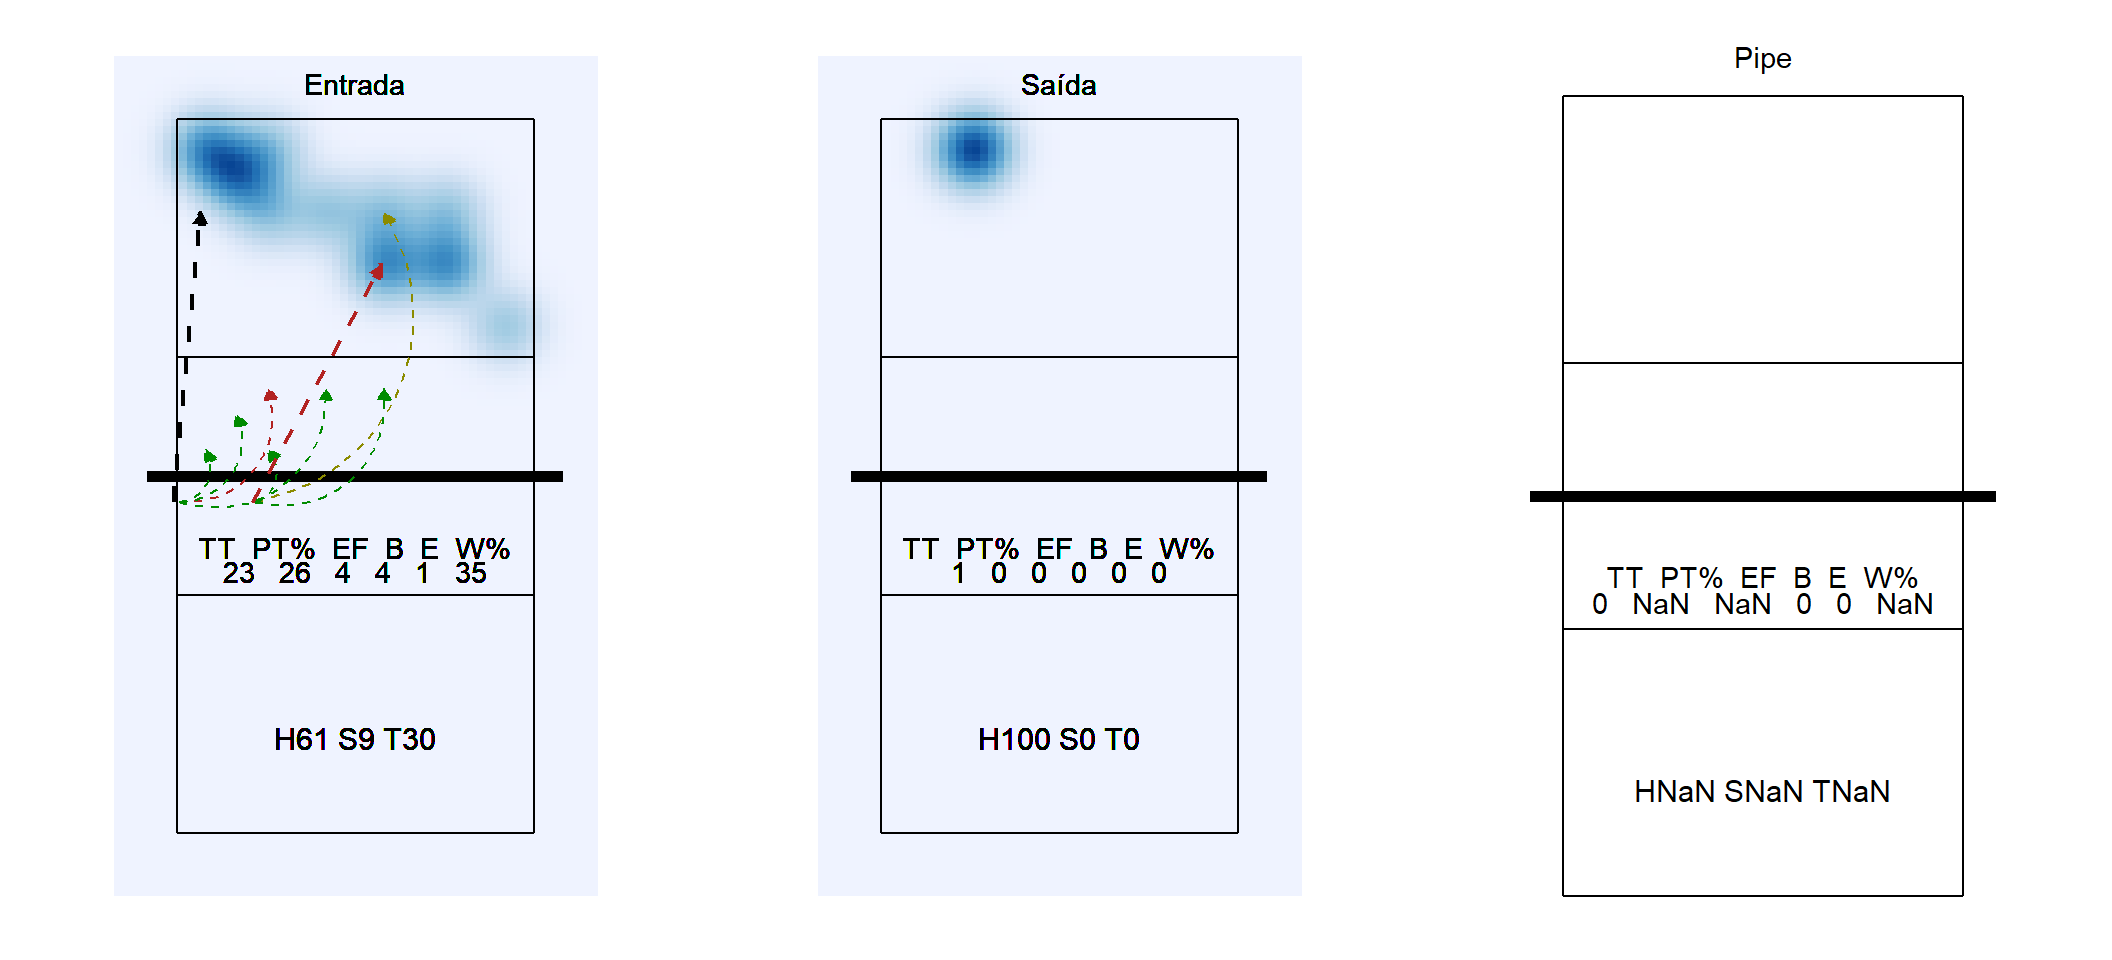 Entrada
TT PT% EF B E W%
23 26 4 4 1 35
H61 S9 T30
Saída
TT PT% EF B E W%
1 0 0 0 0 0
H100 S0 T0
Pipe
TT PT% EF B E W%
0 NaN NaN 0 0 NaN
HNaN SNaN TNaN